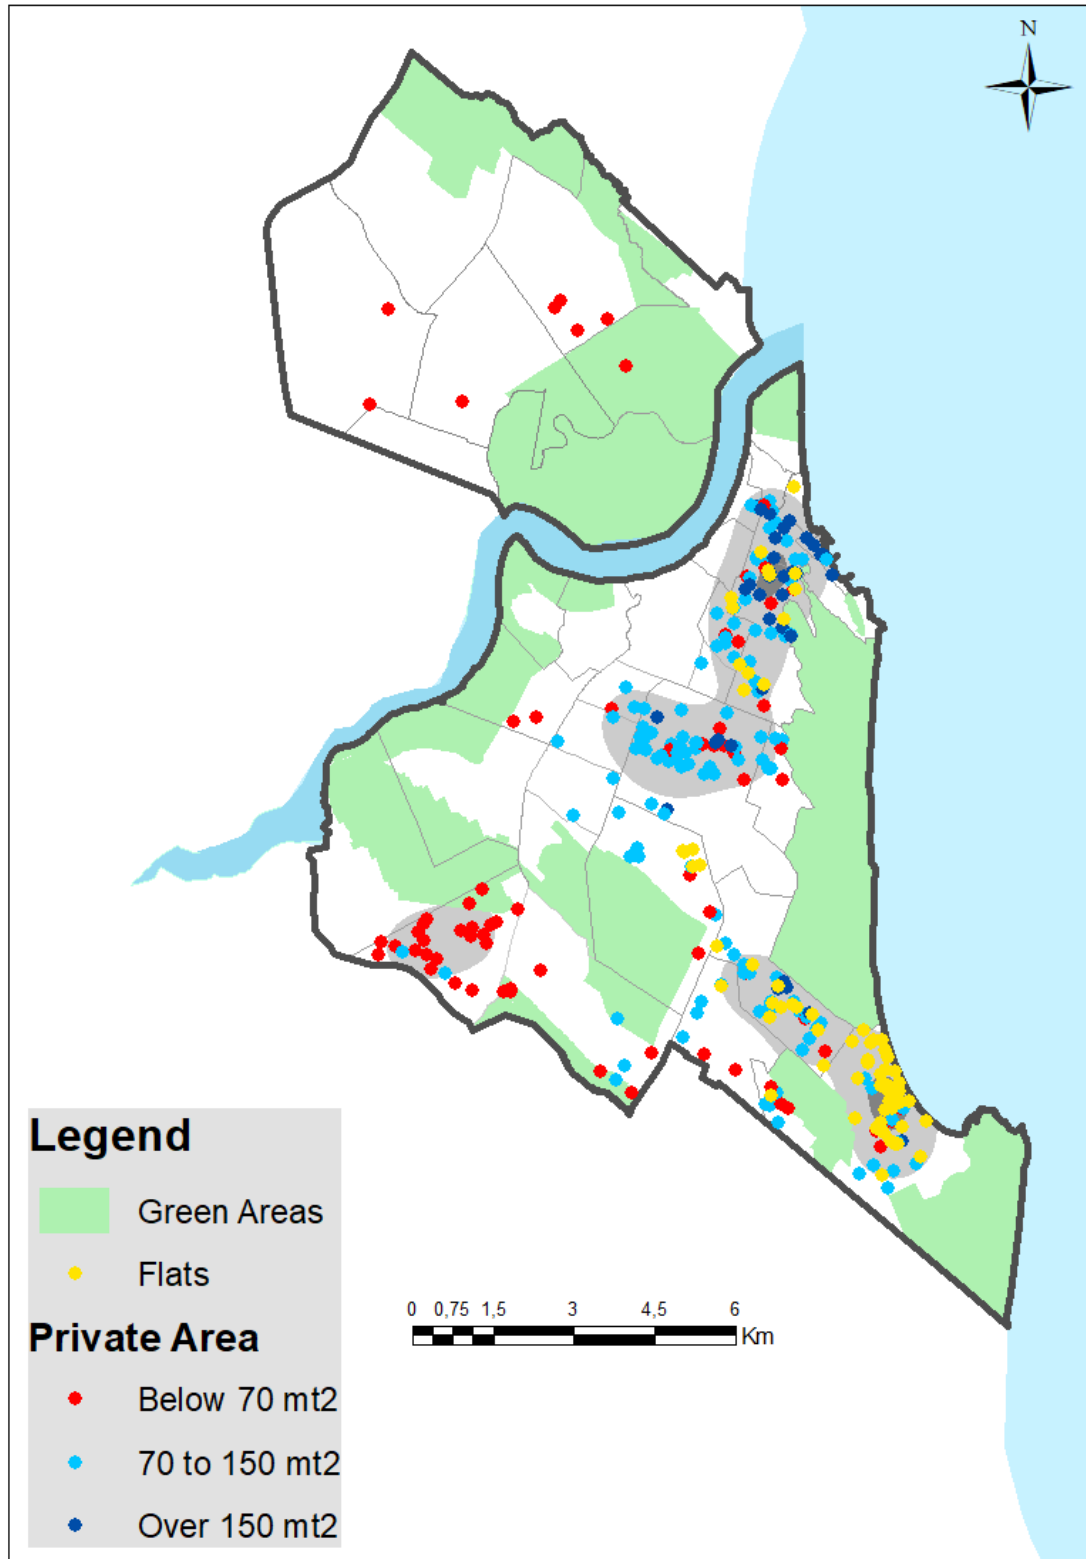 N
Legend
Green Areas
Flats
Private Area
Below 70 mt2
70 to 150 mt2
Over 150 mt2
0 0,75 1,5 3 4,5 6
Km